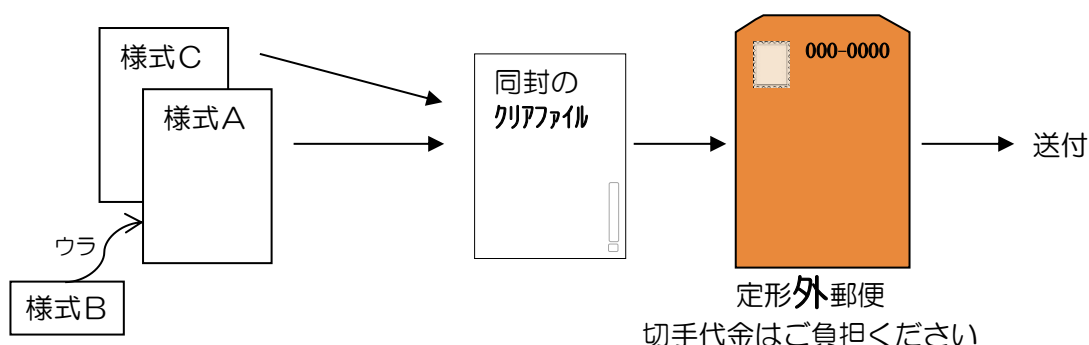 様式C
様式A
ウラ
様式B
同封の
クリアファイル
000-0000
定形外郵便
切手代金はご負担ください
送付